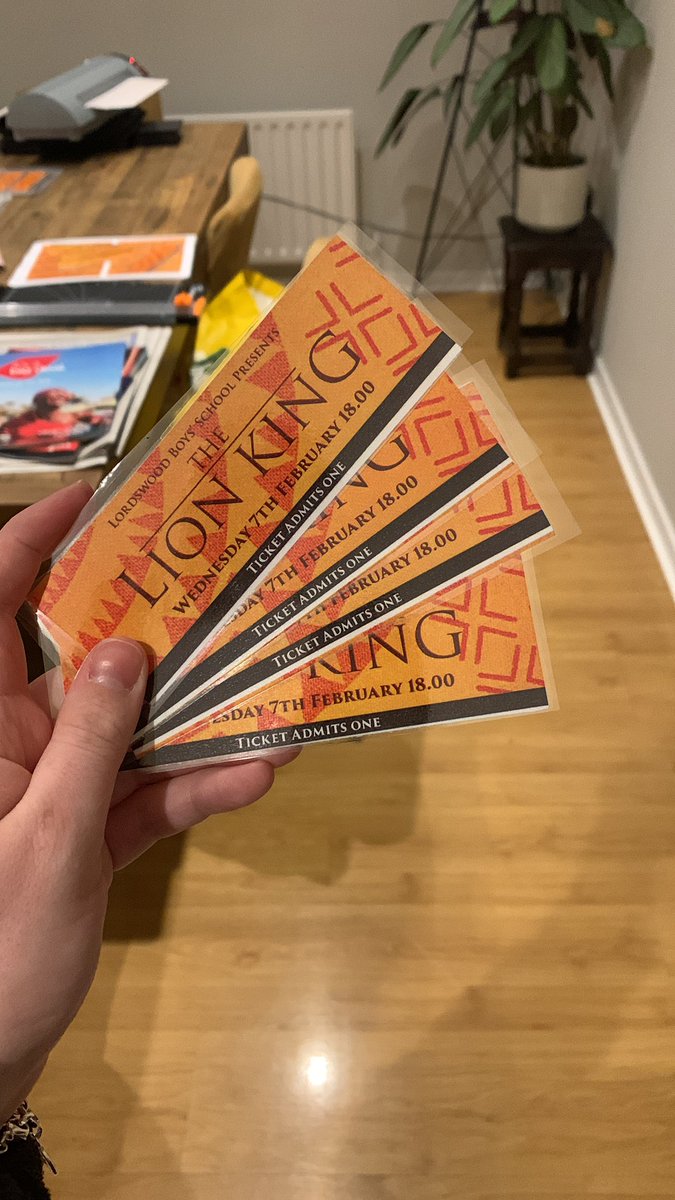 LORDSWOOD BOYS' SCHOOL PRESENTS
THE
LION KING
WEDNESDAY 7TH FEBRUARY 18.00
TICKET ADMITS ONE
NG
SDAY 7TH FEBRUARY 18.00
TICKET ADMITS ONE
7TH FEBRUARY 18.00
TICKET ADMITS ONE
KING
ESDAY 7TH FEBRUARY 18.00
TICKET ADMITS ONE